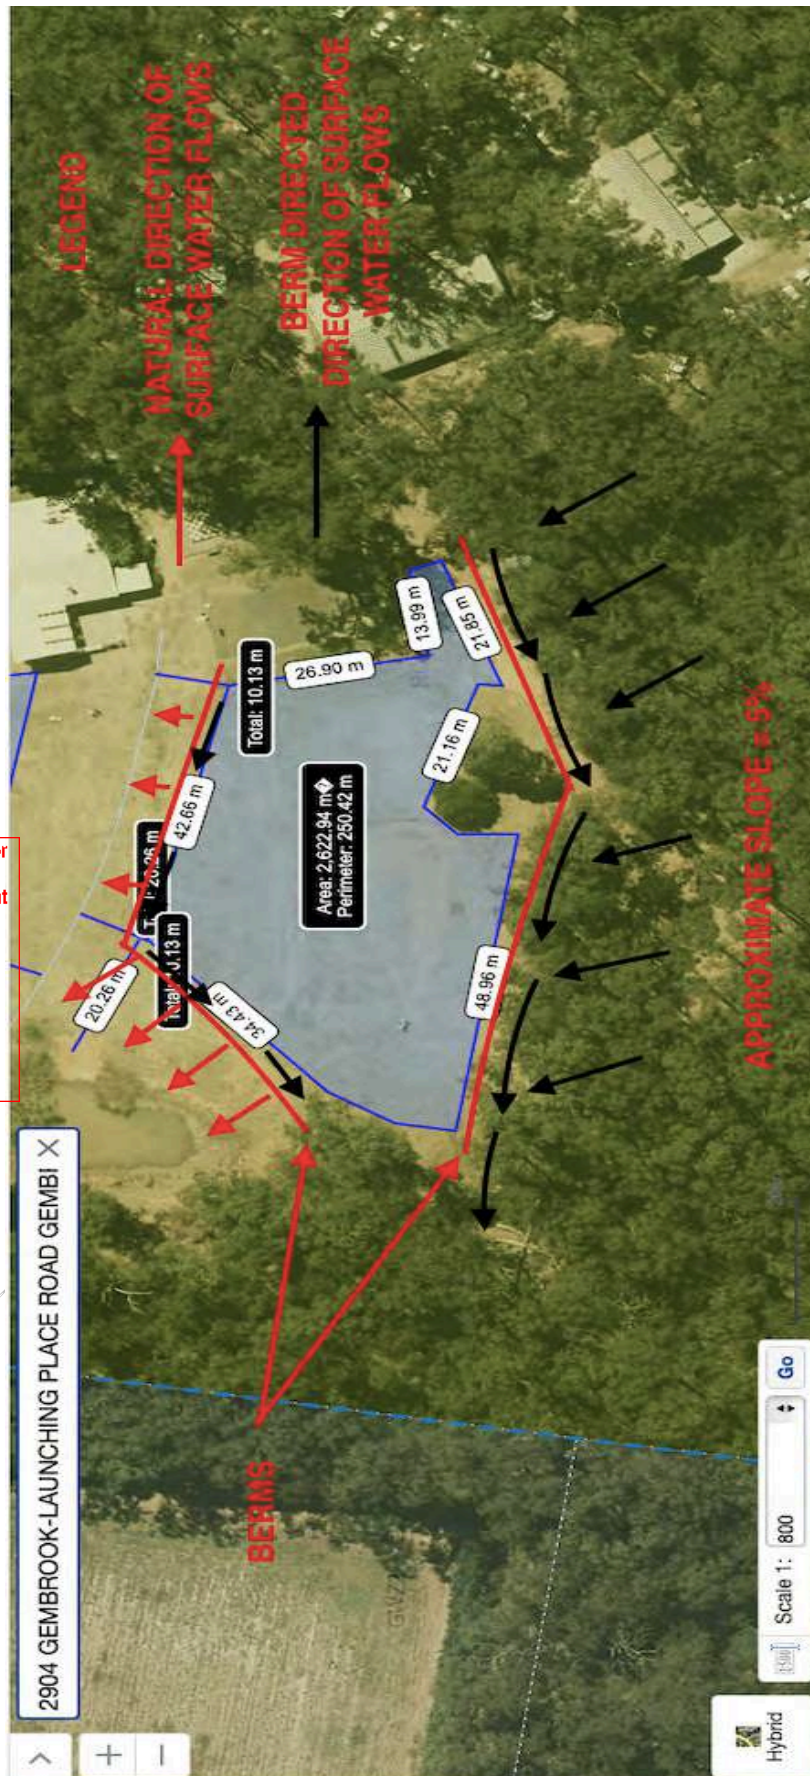 2904 GEMBROOK-LAUNCHING PLACE ROAD GEMBI X
LEGEND
NATURAL DIRECTION OF
SURFACE WATER FLOWS
BERM DIRECTED
DIRECTION OF SURFACE
WATER FLOWS
BERMS
20.26 m
Total: 10.13 m
42.66 m
34.43 m
26.90 m
13.99 m
21.85 m
21.16 m
48.96 m
Area: 2,622.94 m�
Perimeter: 250.42 m
APPROXIMATE SLOPE = 5%
Hybrid
Scale 1: 800
Go
or
nt